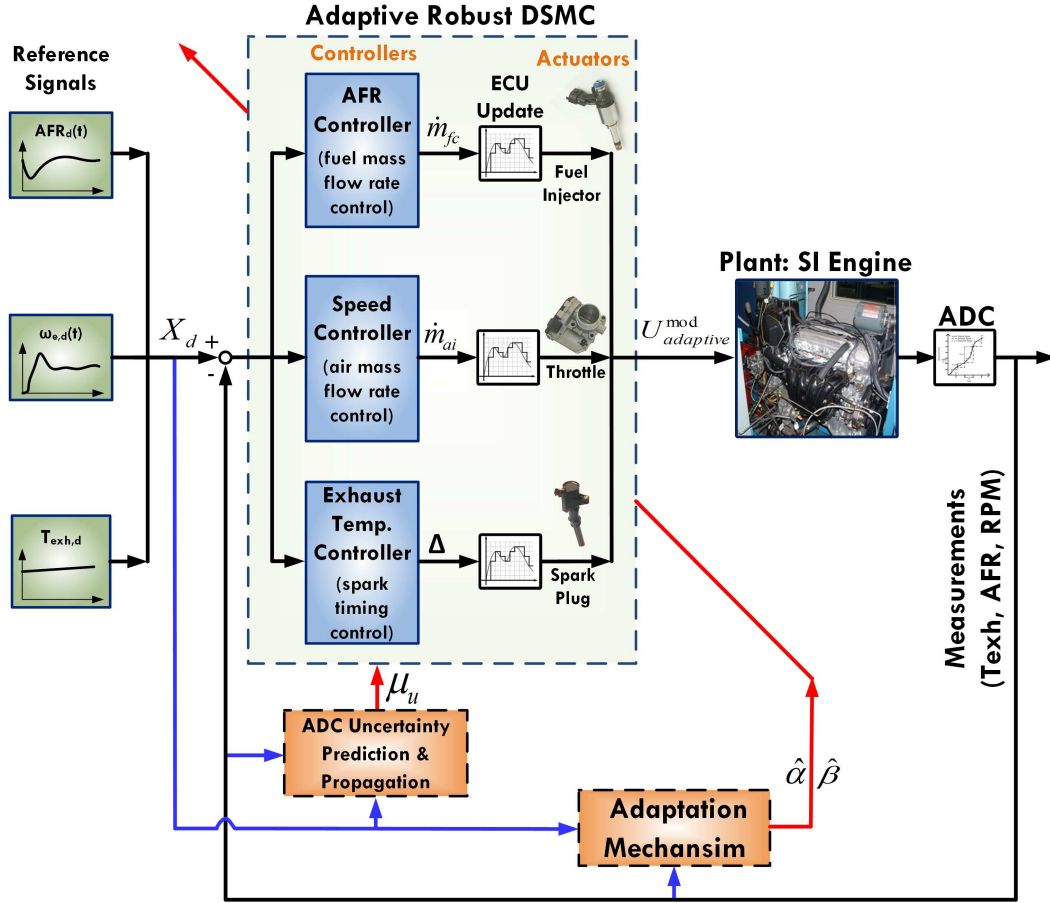 Adaptive Robust DSMC
Reference
Signals
Controllers
Actuators
AFRd(t)
AFR
Controller
(fuel mass
flow rate
control)
ṁfc
ECU
Update
Fuel
Injector
ωe,d(t)
Xd
+
-
Speed
Controller
(air mass
flow rate
control)
ṁai
Throttle
U mod adaptive
Plant: SI Engine
ADC
Texh,d
Exhaust
Temp.
Controller
(spark
timing
control)
Δ
Spark
Plug
Measurements
(Texh, AFR, RPM)
μu
ADC Uncertainty
Prediction &
Propagation
α̂ β̂
Adaptation
Mechansim